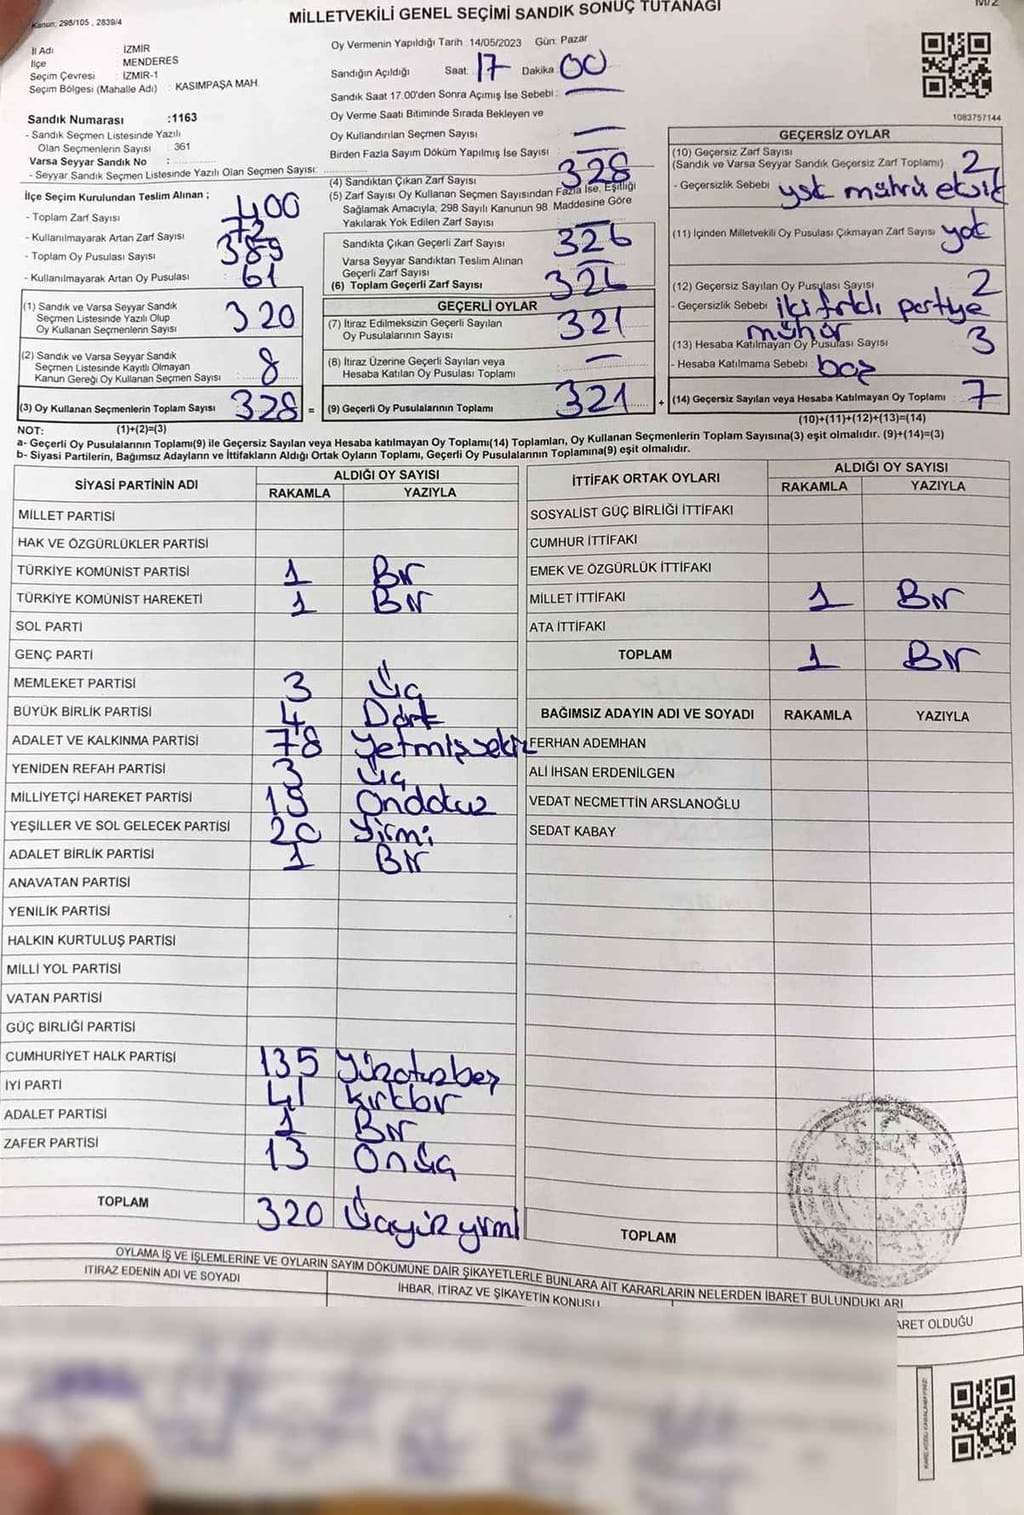 Kanun: 298/105 , 2839/4
MİLLETVEKİLİ GENEL SEÇİMİ SANDIK SONUÇ TUTANAĞI
İl Adı : İZMİR
İlçe MENDERES
Seçim Çevresi : İZMİR-1
Seçim Bölgesi (Mahalle Adı) : KASIMPAŞA MAH.
Sandık Numarası :1163
- Sandık Seçmen Listesinde Yazılı
Olan Seçmenlerin Sayısı : 361
Varsa Seyyar Sandık No :
- Seyyar Sandık Seçmen Listesinde Yazılı Olan Seçmen Sayısı:
İlçe Seçim Kurulundan Teslim Alınan ;
- Toplam Zarf Sayısı 400
- Kullanılmayarak Artan Zarf Sayısı 72
- Toplam Oy Pusulası Sayısı 389
- Kullanılmayarak Artan Oy Pusulası : 61
(1) Sandık ve Varsa Seyyar Sandık
Seçmen Listesinde Yazılı Olup
Oy Kullanan Seçmenlerin Sayısı 320
(2) Sandık ve Varsa Seyyar Sandık
Seçmen Listesinde Kayıtlı Olmayan
Kanun Gereği Oy Kullanan Seçmen Sayısı 8
(3) Oy Kullanan Seçmenlerin Toplam Sayısı 328 =
(1)+(2)=(3)
Oy Vermenin Yapıldığı Tarih : 14/05/2023 Gün: Pazar
Sandığın Açıldığı Saat: 17 Dakika: 00
Sandık Saat 17.00'den Sonra Açımış İse Sebebi : —
Oy Verme Saati Bitiminde Sırada Bekleyen ve
Oy Kullandırılan Seçmen Sayısı —
Birden Fazla Sayım Döküm Yapılmış İse Sayısı —
(4) Sandıktan Çıkan Zarf Sayısı 328
(5) Zarf Sayısı Oy Kullanan Seçmen Sayısından Fazla İse, Eşitliği
Sağlamak Amacıyla, 298 Sayılı Kanunun 98. Maddesine Göre
Yakılarak Yok Edilen Zarf Sayısı —
Sandıkta Çıkan Geçerli Zarf Sayısı 326
Varsa Seyyar Sandıktan Teslim Alınan
Geçerli Zarf Sayısı —
(6) Toplam Geçerli Zarf Sayısı 326
GEÇERLİ OYLAR
(7) İtiraz Edilmeksizin Geçerli Sayılan
Oy Pusulalarının Sayısı 321
(8) İtiraz Üzerine Geçerli Sayılan veya
Hesaba Katılan Oy Pusulası Toplamı —
(9) Geçerli Oy Pusulalarının Toplamı 321 +
1083757144
GEÇERSİZ OYLAR
(10) Geçersiz Zarf Sayısı
(Sandık ve Varsa Seyyar Sandık Geçersiz Zarf Toplamı) 2
- Geçersizlik Sebebi ysk mührü eksik
(11) İçinden Milletvekili Oy Pusulası Çıkmayan Zarf Sayısı yok
(12) Geçersiz Sayılan Oy Pusulası Sayısı 2
- Geçersizlik Sebebi iki farklı partiye
mühür
(13) Hesaba Katılmayan Oy Pusulası Sayısı 3
- Hesaba Katılmama Sebebi boş
(14) Geçersiz Sayılan veya Hesaba Katılmayan Oy Toplamı 7
(10)+(11)+(12)+(13)=(14)
NOT:
a- Geçerli Oy Pusulalarının Toplamı(9) ile Geçersiz Sayılan veya Hesaba katılmayan Oy Toplamı(14) Toplamları, Oy Kullanan Seçmenlerin Toplam Sayısına(3) eşit olmalıdır. (9)+(14)=(3)
b- Siyasi Partilerin, Bağımsız Adayların ve İttifakların Aldığı Ortak Oyların Toplamı, Geçerli Oy Pusulalarının Toplamına(9) eşit olmalıdır.
SİYASİ PARTİNİN ADI ALDIĞI OY SAYISI
RAKAMLA YAZIYLA
MİLLET PARTİSİ
HAK VE ÖZGÜRLÜKLER PARTİSİ
TÜRKİYE KOMÜNİST PARTİSİ 1 Bir
TÜRKİYE KOMÜNİST HAREKETİ 1 Bir
SOL PARTİ
GENÇ PARTİ
MEMLEKET PARTİSİ 3 Üç
BÜYÜK BİRLİK PARTİSİ 4 Dört
ADALET VE KALKINMA PARTİSİ 78 Yetmişsekiz
YENİDEN REFAH PARTİSİ 3 Üç
MİLLİYETÇİ HAREKET PARTİSİ 19 Ondokuz
YEŞİLLER VE SOL GELECEK PARTİSİ 20 Yirmi
ADALET BİRLİK PARTİSİ 1 Bir
ANAVATAN PARTİSİ
YENİLİK PARTİSİ
HALKIN KURTULUŞ PARTİSİ
MİLLİ YOL PARTİSİ
VATAN PARTİSİ
GÜÇ BİRLİĞİ PARTİSİ
CUMHURİYET HALK PARTİSİ 135 Yüzotuzbeş
İYİ PARTİ 41 Kırkbir
ADALET PARTİSİ 1 Bir
ZAFER PARTİSİ 13 Onüç
TOPLAM 320 Üçyüz yirmi
İTTİFAK ORTAK OYLARI ALDIĞI OY SAYISI
RAKAMLA YAZIYLA
SOSYALİST GÜÇ BİRLİĞİ İTTİFAKI
CUMHUR İTTİFAKI
EMEK VE ÖZGÜRLÜK İTTİFAKI
MİLLET İTTİFAKI 1 Bir
ATA İTTİFAKI
TOPLAM 1 Bir
BAĞIMSIZ ADAYIN ADI VE SOYADI RAKAMLA YAZIYLA
FERHAN ADEMHAN
ALİ İHSAN ERDENİLGEN
VEDAT NECMETTİN ARSLANOĞLU
SEDAT KABAY
TOPLAM
OYLAMA İŞ VE İŞLEMLERİNE VE OYLARIN SAYIM DÖKÜMÜNE DAİR ŞİKAYETLERLE BUNLARA AİT KARARLARIN NELERDEN İBARET BULUNDUKLARI
İTİRAZ EDENİN ADI VE SOYADI
İHBAR, İTİRAZ VE ŞİKAYETİN KONUSU
ARET OLDUĞU